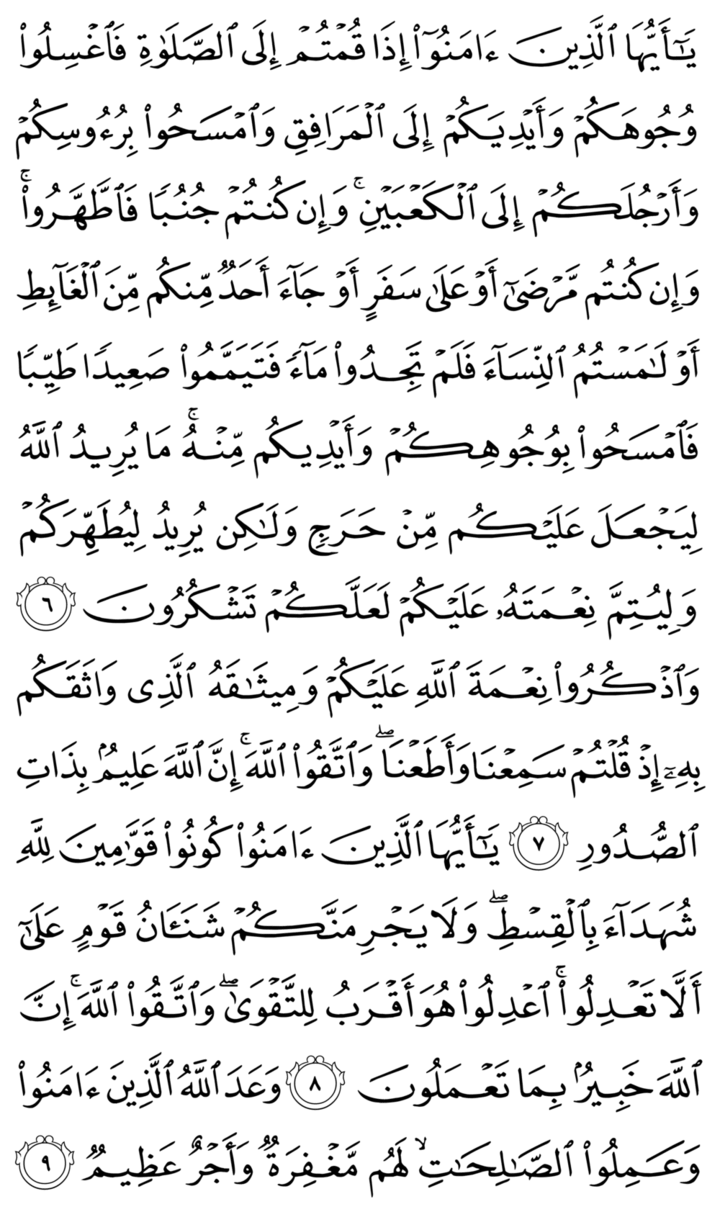 يَـٰٓأَيُّهَا ٱلَّذِينَ ءَامَنُوٓا۟ إِذَا قُمْتُمْ إِلَى ٱلصَّلَوٰةِ فَٱغْسِلُوا۟
وُجُوهَكُمْ وَأَيْدِيَكُمْ إِلَى ٱلْمَرَافِقِ وَٱمْسَحُوا۟ بِرُءُوسِكُمْ
وَأَرْجُلَكُمْ إِلَى ٱلْكَعْبَيْنِ ۚ وَإِن كُنتُمْ جُنُبًا فَٱطَّهَّرُوا۟ ۚ
وَإِن كُنتُم مَّرْضَىٰٓ أَوْ عَلَىٰ سَفَرٍ أَوْ جَآءَ أَحَدٌ مِّنكُم مِّنَ ٱلْغَآئِطِ
أَوْ لَـٰمَسْتُمُ ٱلنِّسَآءَ فَلَمْ تَجِدُوا۟ مَآءً فَتَيَمَّمُوا۟ صَعِيدًا طَيِّبًا
فَٱمْسَحُوا۟ بِوُجُوهِكُمْ وَأَيْدِيكُم مِّنْهُ ۚ مَا يُرِيدُ ٱللَّهُ
لِيَجْعَلَ عَلَيْكُم مِّنْ حَرَجٍ وَلَـٰكِن يُرِيدُ لِيُطَهِّرَكُمْ
وَلِيُتِمَّ نِعْمَتَهُۥ عَلَيْكُمْ لَعَلَّكُمْ تَشْكُرُونَ ٦
وَٱذْكُرُوا۟ نِعْمَةَ ٱللَّهِ عَلَيْكُمْ وَمِيثَـٰقَهُ ٱلَّذِى وَاثَقَكُم
بِهِۦٓ إِذْ قُلْتُمْ سَمِعْنَا وَأَطَعْنَا ۖ وَٱتَّقُوا۟ ٱللَّهَ ۚ إِنَّ ٱللَّهَ عَلِيمٌۢ بِذَاتِ
ٱلصُّدُورِ ٧ يَـٰٓأَيُّهَا ٱلَّذِينَ ءَامَنُوا۟ كُونُوا۟ قَوَّٰمِينَ لِلَّهِ
شُهَدَآءَ بِٱلْقِسْطِ ۖ وَلَا يَجْرِمَنَّكُمْ شَنَـَٔانُ قَوْمٍ عَلَىٰٓ
أَلَّا تَعْدِلُوا۟ ۚ ٱعْدِلُوا۟ هُوَ أَقْرَبُ لِلتَّقْوَىٰ ۖ وَٱتَّقُوا۟ ٱللَّهَ ۚ إِنَّ
ٱللَّهَ خَبِيرٌۢ بِمَا تَعْمَلُونَ ٨ وَعَدَ ٱللَّهُ ٱلَّذِينَ ءَامَنُوا۟
وَعَمِلُوا۟ ٱلصَّـٰلِحَـٰتِ ۙ لَهُم مَّغْفِرَةٌ وَأَجْرٌ عَظِيمٌ ٩